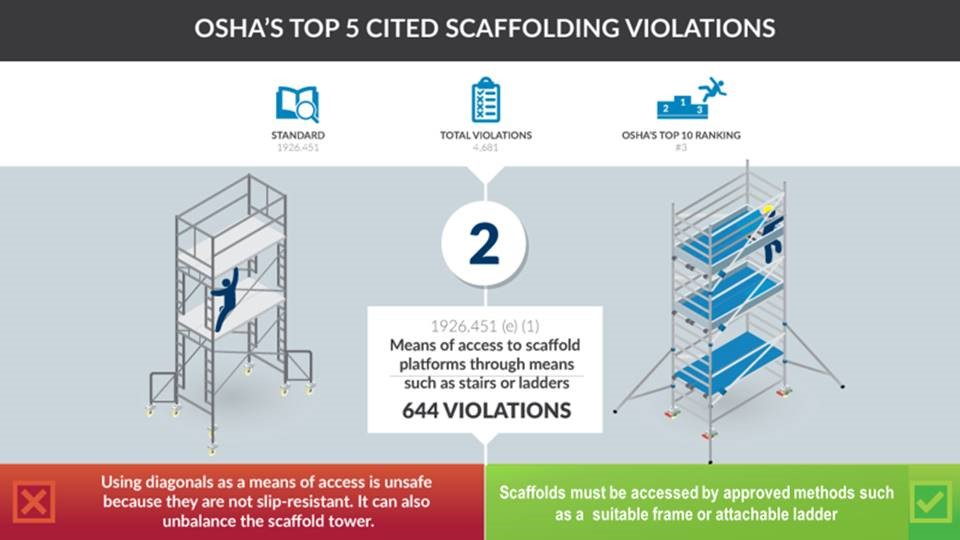 OSHA'S TOP 5 CITED SCAFFOLDING VIOLATIONS
1
2
3
STANDARD
1926.451
TOTAL VIOLATIONS
4,681
OSHA'S TOP 10 RANKING
#3
2
1926.451 (e) (1)
Means of access to scaffold
platforms through means
such as stairs or ladders
644 VIOLATIONS
Using diagonals as a means of access is unsafe
because they are not slip-resistant. It can also
unbalance the scaffold tower.
Scaffolds must be accessed by approved methods such
as a suitable frame or attachable ladder